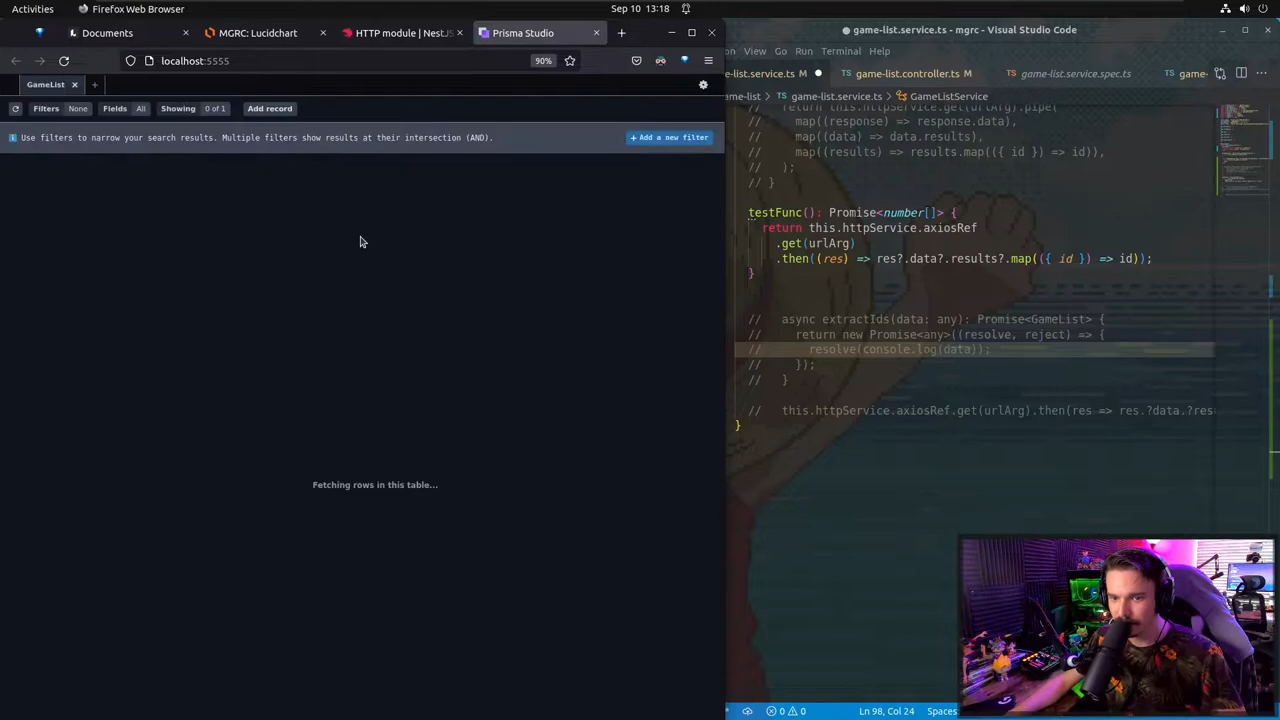 Activities
Firefox Web Browser
Sep 10 13:18
Documents
MGRC: Lucidchart
HTTP module | NestJS
Prisma Studio
localhost:5555
90%
GameList
Filters None Fields All Showing 0 of 1 Add record
Use filters to narrow your search results. Multiple filters show results at their intersection (AND).
+ Add a new filter
Fetching rows in this table...
game-list.service.ts - mgrc - Visual Studio Code
on View Go Run Terminal Help
e-list.service.ts M
game-list.controller.ts M
game-list.service.spec.ts
game-
me-list > game-list.service.ts > GameListService
// return this.httpService.get(urlArg).pipe(
// map((response) => response.data),
// map((data) => data.results),
// map((results) => results.map(({ id }) => id)),
// );
// }
testFunc(): Promise<number[]> {
return this.httpService.axiosRef
.get(urlArg)
.then((res) => res?.data?.results?.map(({ id }) => id));
}
// async extractIds(data: any): Promise<GameList> {
// return new Promise<any>((resolve, reject) => {
// resolve(console.log(data));
// });
// }
// this.httpService.axiosRef.get(urlArg).then(res => res.?data.?res
}
0 0
Ln 98, Col 24
Spaces